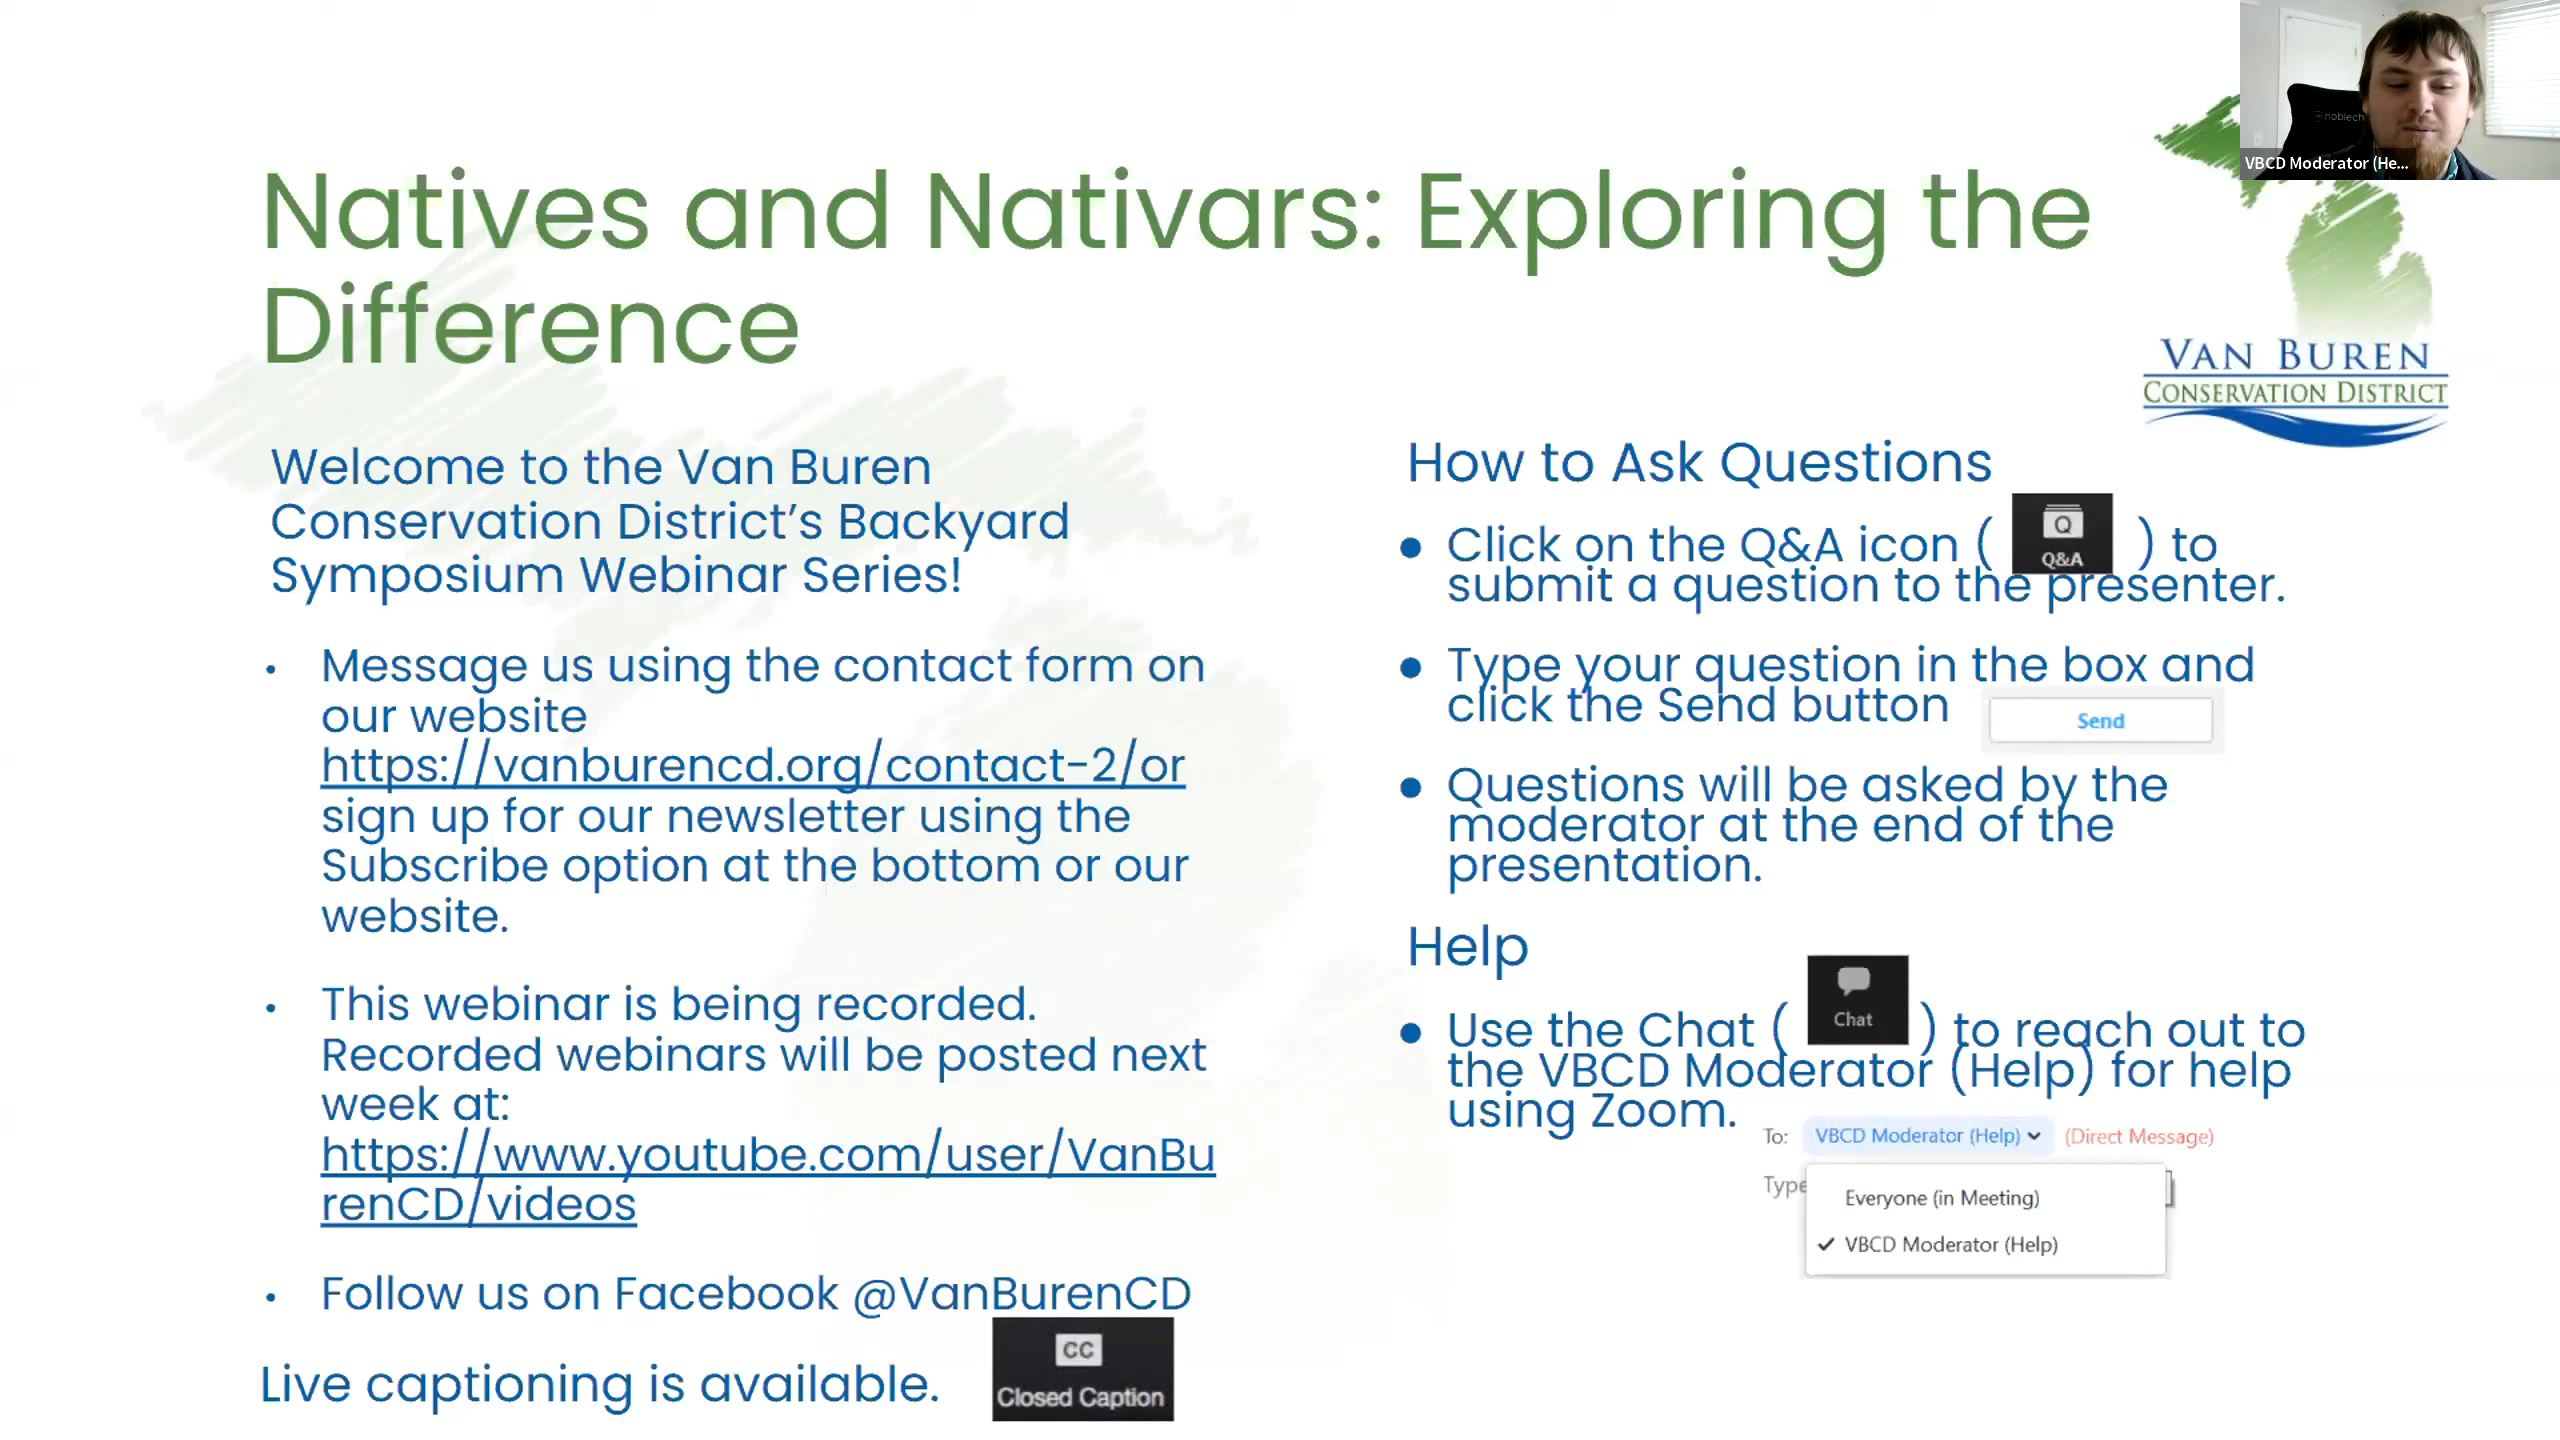 noblech
VBCD Moderator (He...
Natives and Nativars: Exploring the
Difference
VAN BUREN
CONSERVATION DISTRICT
Welcome to the Van Buren
Conservation District's Backyard
Symposium Webinar Series!
• Message us using the contact form on
our website
https://vanburencd.org/contact-2/or
sign up for our newsletter using the
Subscribe option at the bottom or our
website.
• This webinar is being recorded.
Recorded webinars will be posted next
week at:
https://www.youtube.com/user/VanBu
renCD/videos
• Follow us on Facebook @VanBurenCD
Live captioning is available.
CC
Closed Caption
How to Ask Questions
• Click on the Q&A icon ( Q Q&A ) to
submit a question to the presenter.
• Type your question in the box and
click the Send button Send
• Questions will be asked by the
moderator at the end of the
presentation.
Help
• Use the Chat ( Chat ) to reach out to
the VBCD Moderator (Help) for help
using Zoom.
To: VBCD Moderator (Help) (Direct Message)
Type
Everyone (in Meeting)
✓ VBCD Moderator (Help)